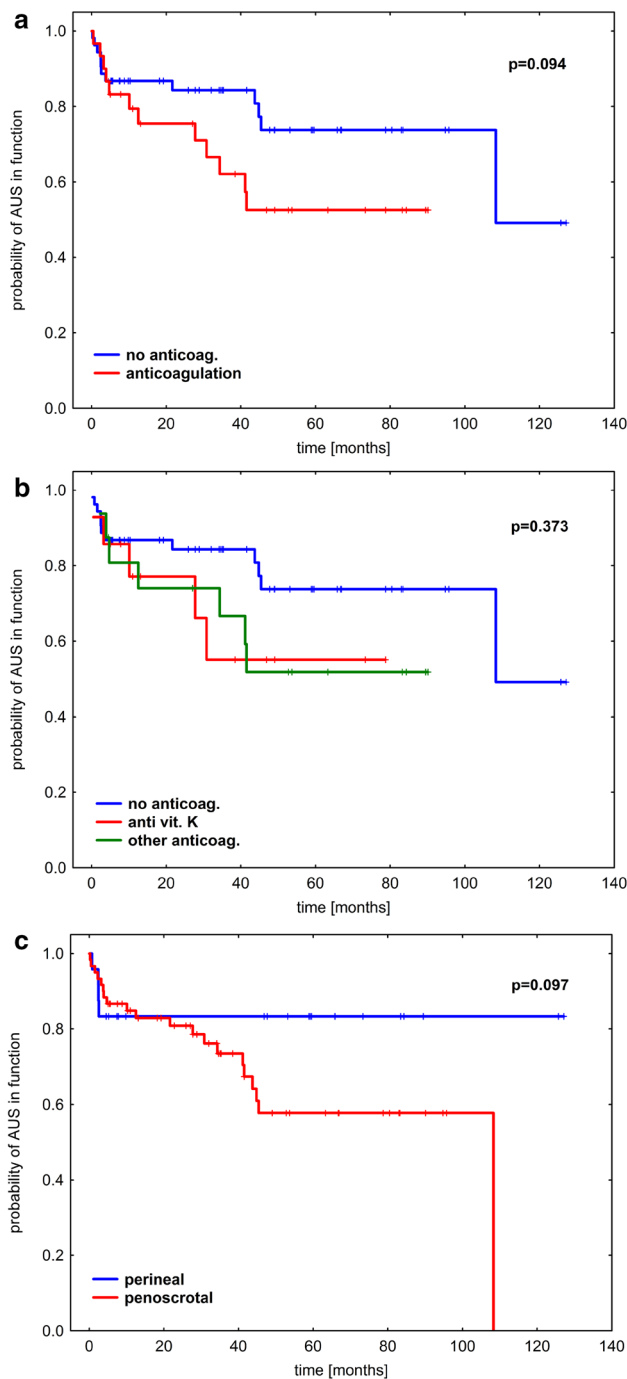 a
1.0
p=0.094
0.8
0.6
probability of AUS in function
0.4
0.2
no anticoag.
anticoagulation
0.0
0 20 40 60 80 100 120 140
time [months]
b
1.0
p=0.373
0.8
0.6
probability of AUS in function
0.4
0.2
no anticoag.
anti vit. K
other anticoag.
0.0
0 20 40 60 80 100 120 140
time [months]
c
1.0
p=0.097
0.8
0.6
probability of AUS in function
0.4
0.2
perineal
penoscrotal
0.0
0 20 40 60 80 100 120 140
time [months]